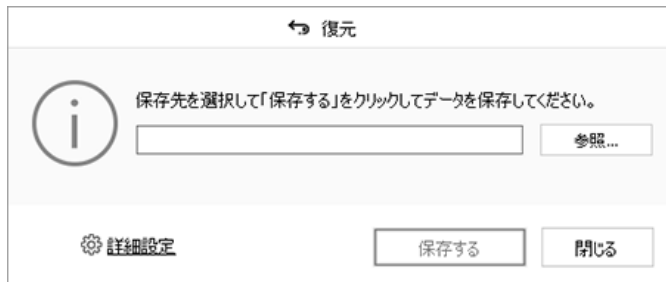 復元
保存先を選択して「保存する」をクリックしてデータを保存してください。
参照...
詳細設定
保存する
閉じる